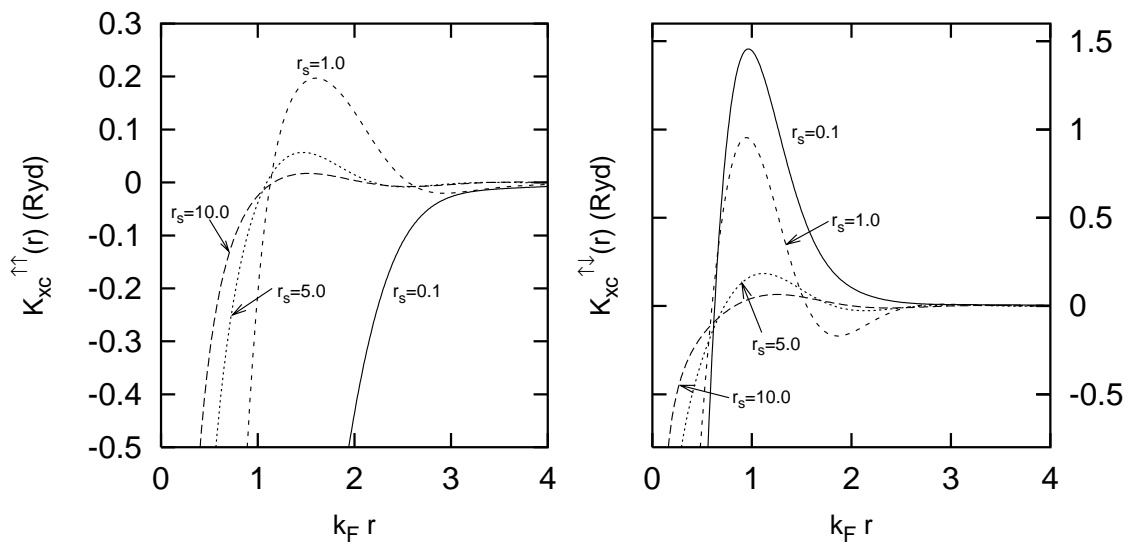 0.3
0.2
0.1
0
-0.1
-0.2
-0.3
-0.4
-0.5
0 1 2 3 4
k_F r
K_xc^↑↑(r) (Ryd)
r_s=1.0
r_s=10.0
r_s=5.0
r_s=0.1
1.5
1
0.5
0
-0.5
0 1 2 3 4
k_F r
K_xc^↑↓(r) (Ryd)
r_s=0.1
r_s=1.0
r_s=5.0
r_s=10.0